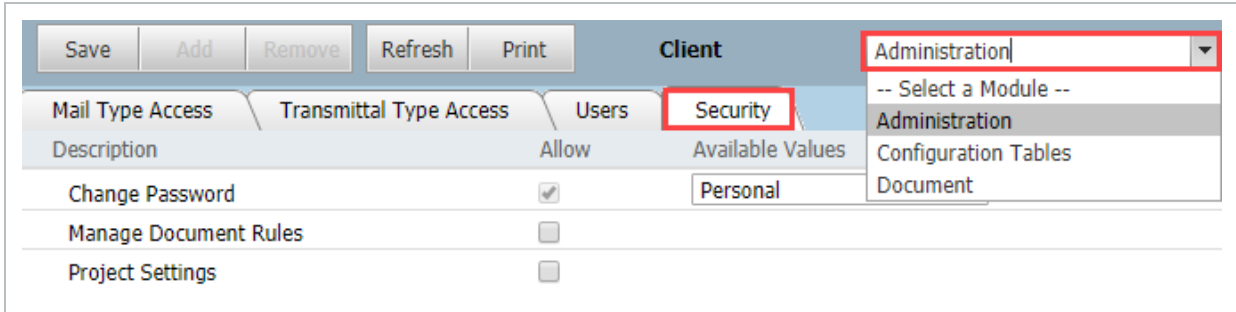 Save Add Remove Refresh Print Client Administration
-- Select a Module --
Mail Type Access Transmittal Type Access Users Security Administration
Description Allow Available Values Configuration Tables
Change Password Personal Document
Manage Document Rules
Project Settings